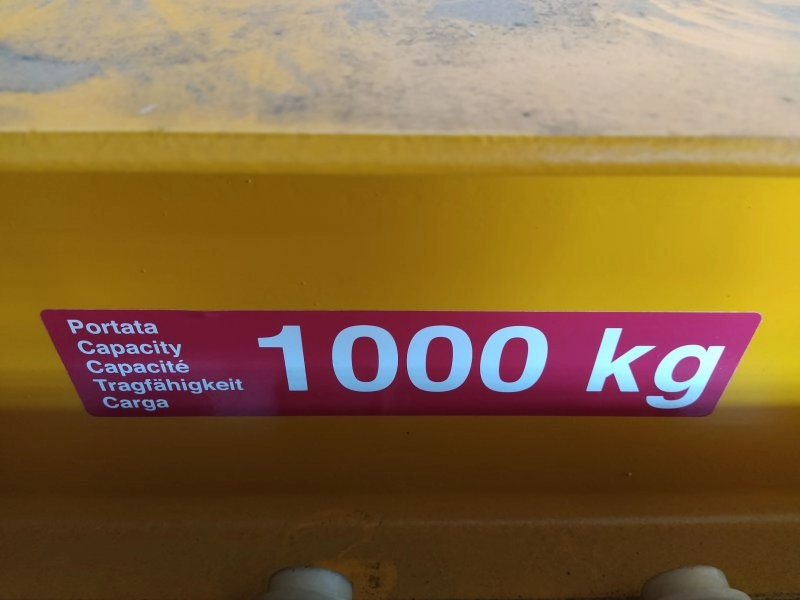 Portata
Capacity
Capacité
Tragfähigkeit
Carga
1000 kg